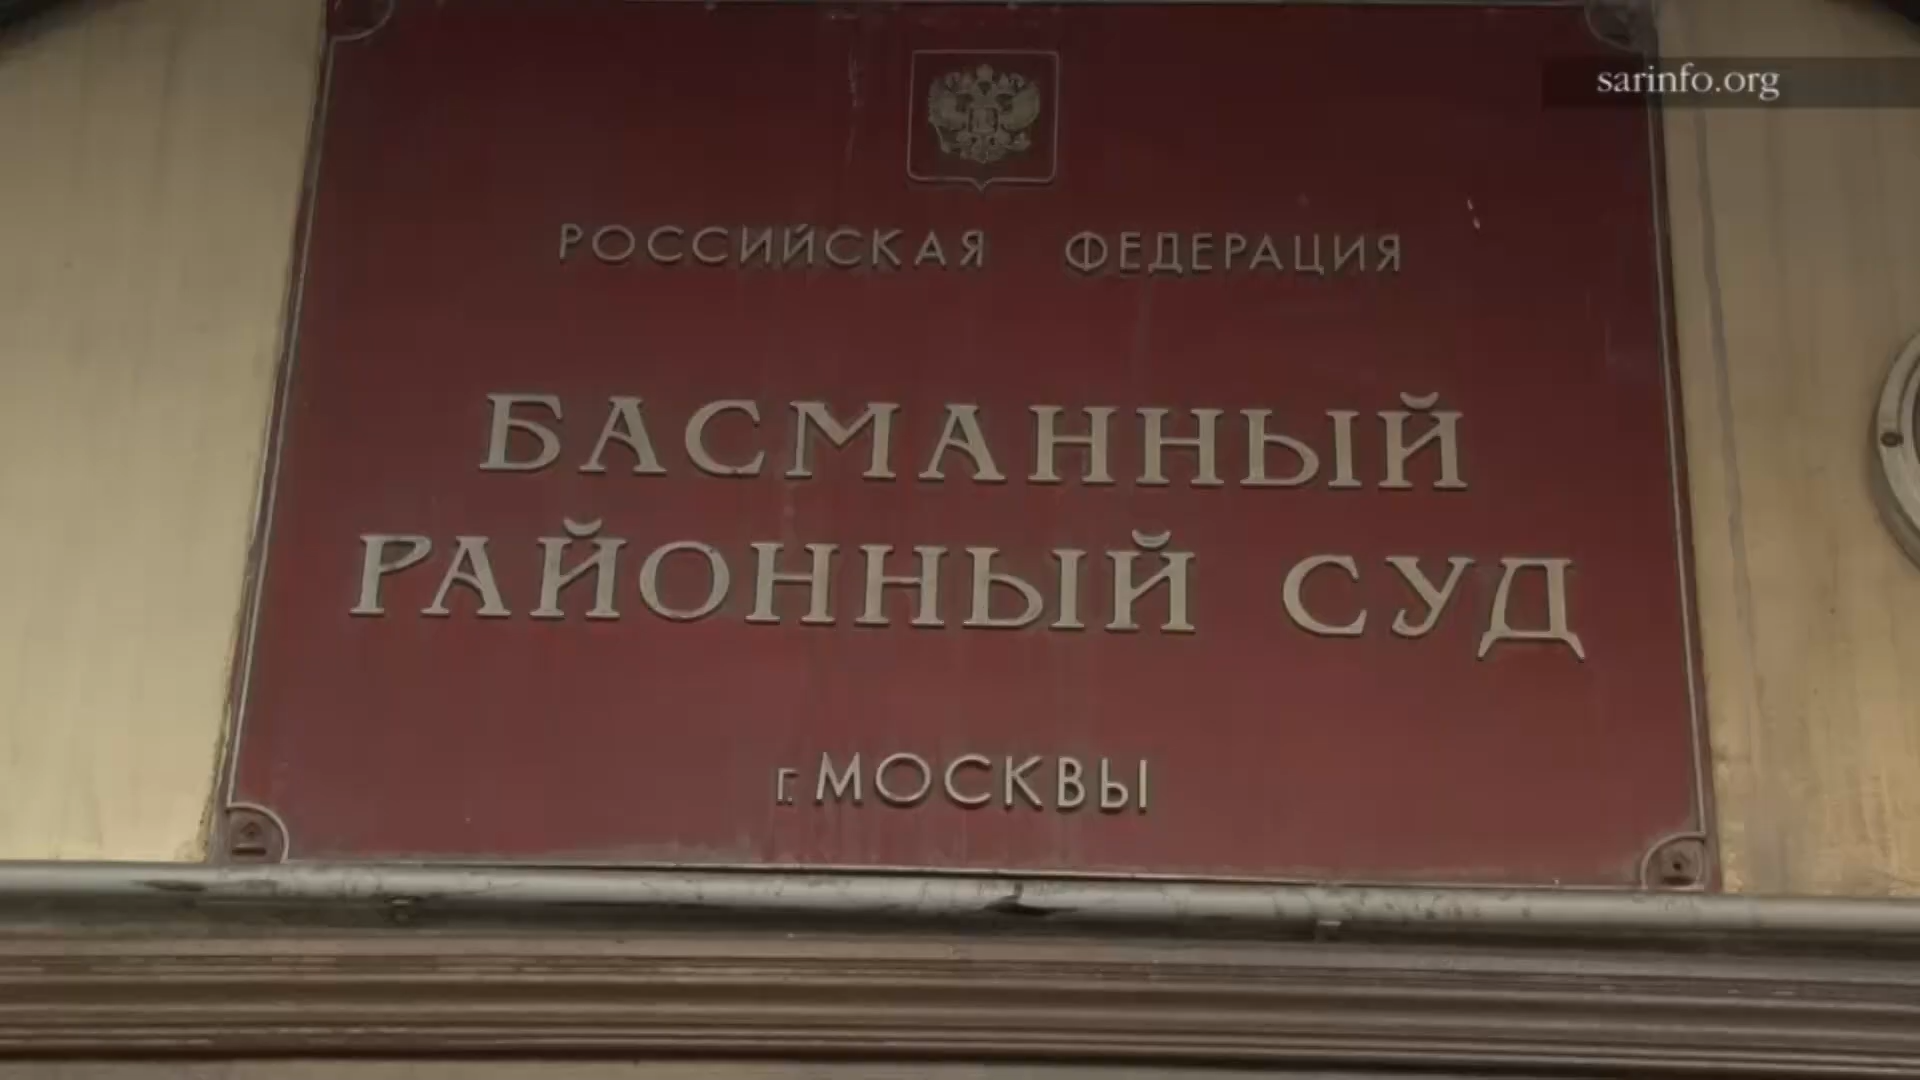 sarinfo.org
РОССИЙСКАЯ ФЕДЕРАЦИЯ
БАСМАННЫЙ
РАЙОННЫЙ СУД
г. МОСКВЫ